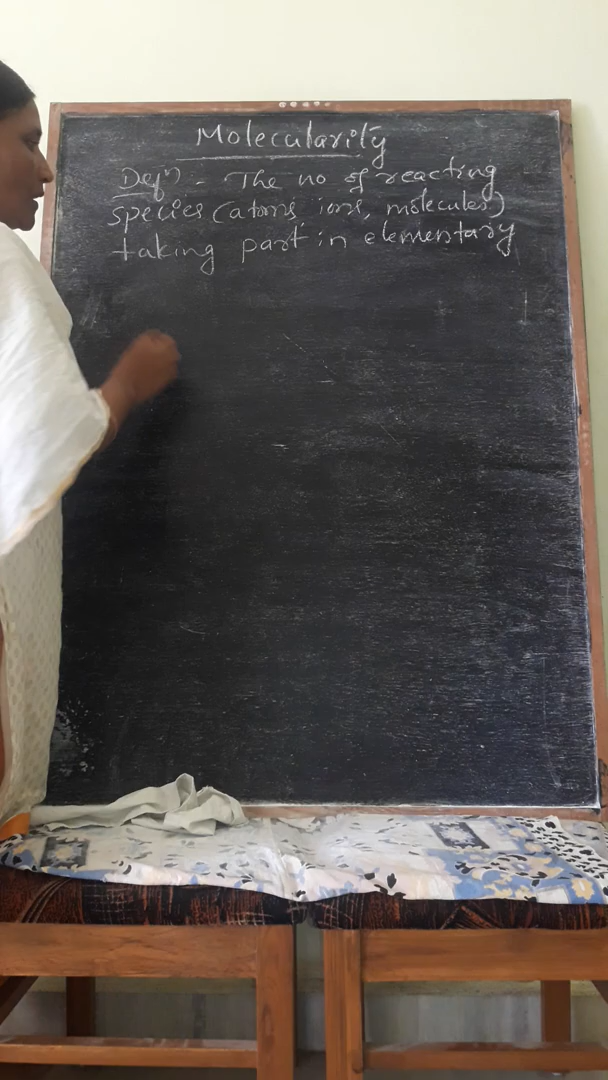 Molecularity
Defⁿ) - The no of reacting
species (atoms ions, molecules)
taking part in elementary